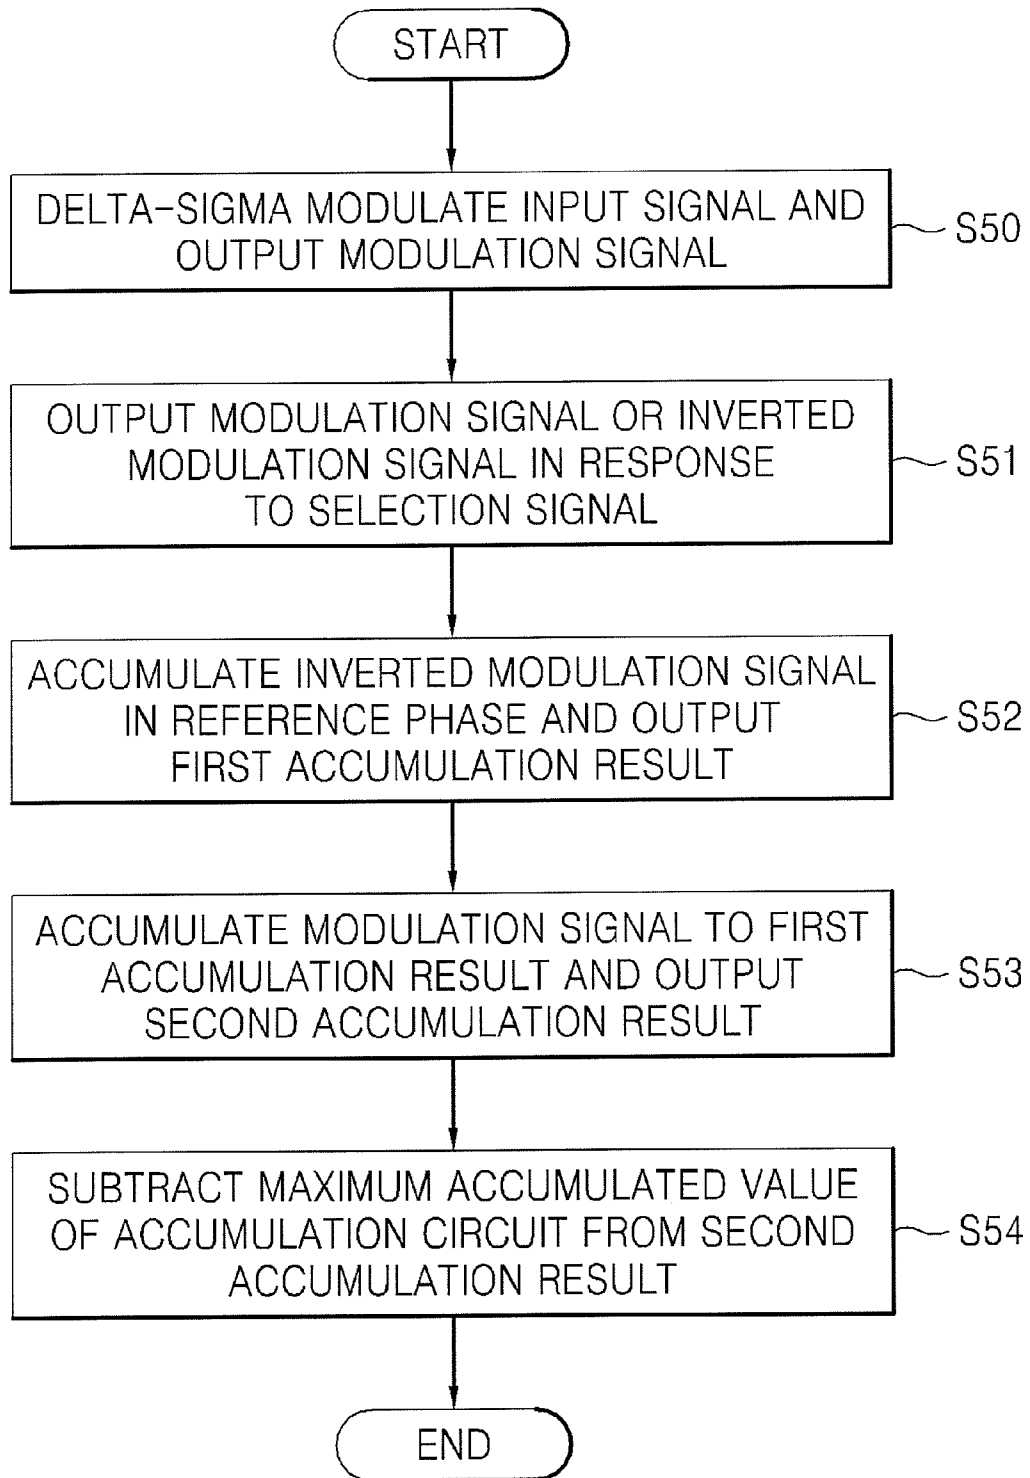 START
DELTA-SIGMA MODULATE INPUT SIGNAL AND
OUTPUT MODULATION SIGNAL
S50
OUTPUT MODULATION SIGNAL OR INVERTED
MODULATION SIGNAL IN RESPONSE
TO SELECTION SIGNAL
S51
ACCUMULATE INVERTED MODULATION SIGNAL
IN REFERENCE PHASE AND OUTPUT
FIRST ACCUMULATION RESULT
S52
ACCUMULATE MODULATION SIGNAL TO FIRST
ACCUMULATION RESULT AND OUTPUT
SECOND ACCUMULATION RESULT
S53
SUBTRACT MAXIMUM ACCUMULATED VALUE
OF ACCUMULATION CIRCUIT FROM SECOND
ACCUMULATION RESULT
S54
END